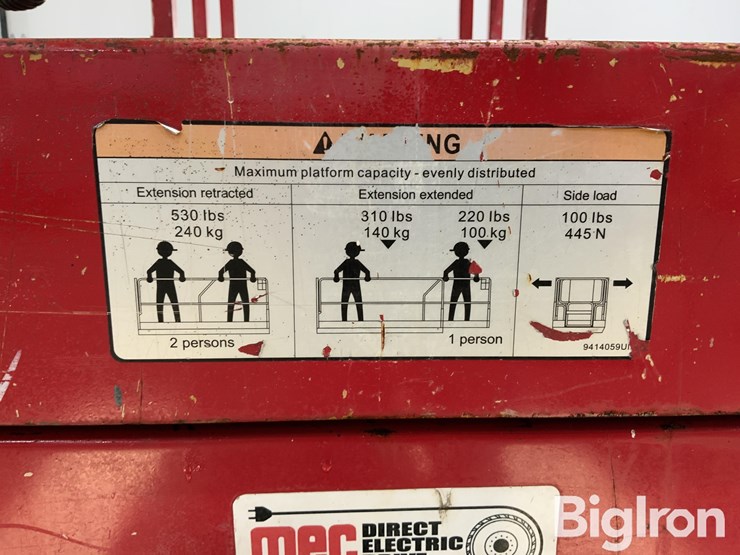 NG
Maximum platform capacity - evenly distributed
Extension retracted
530 lbs
240 kg
2 persons
Extension extended
310 lbs
140 kg
220 lbs
100 kg
1 person
Side load
100 lbs
445 N
9414059U
mec
DIRECT
ELECTRIC
BigIron